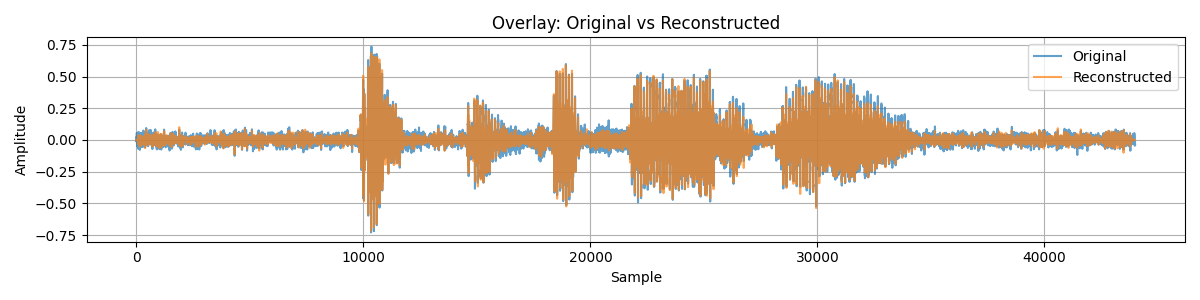 Overlay: Original vs Reconstructed
0.75
0.50
0.25
0.00
−0.25
−0.50
−0.75
Amplitude
Original
Reconstructed
0
10000
20000
30000
40000
Sample